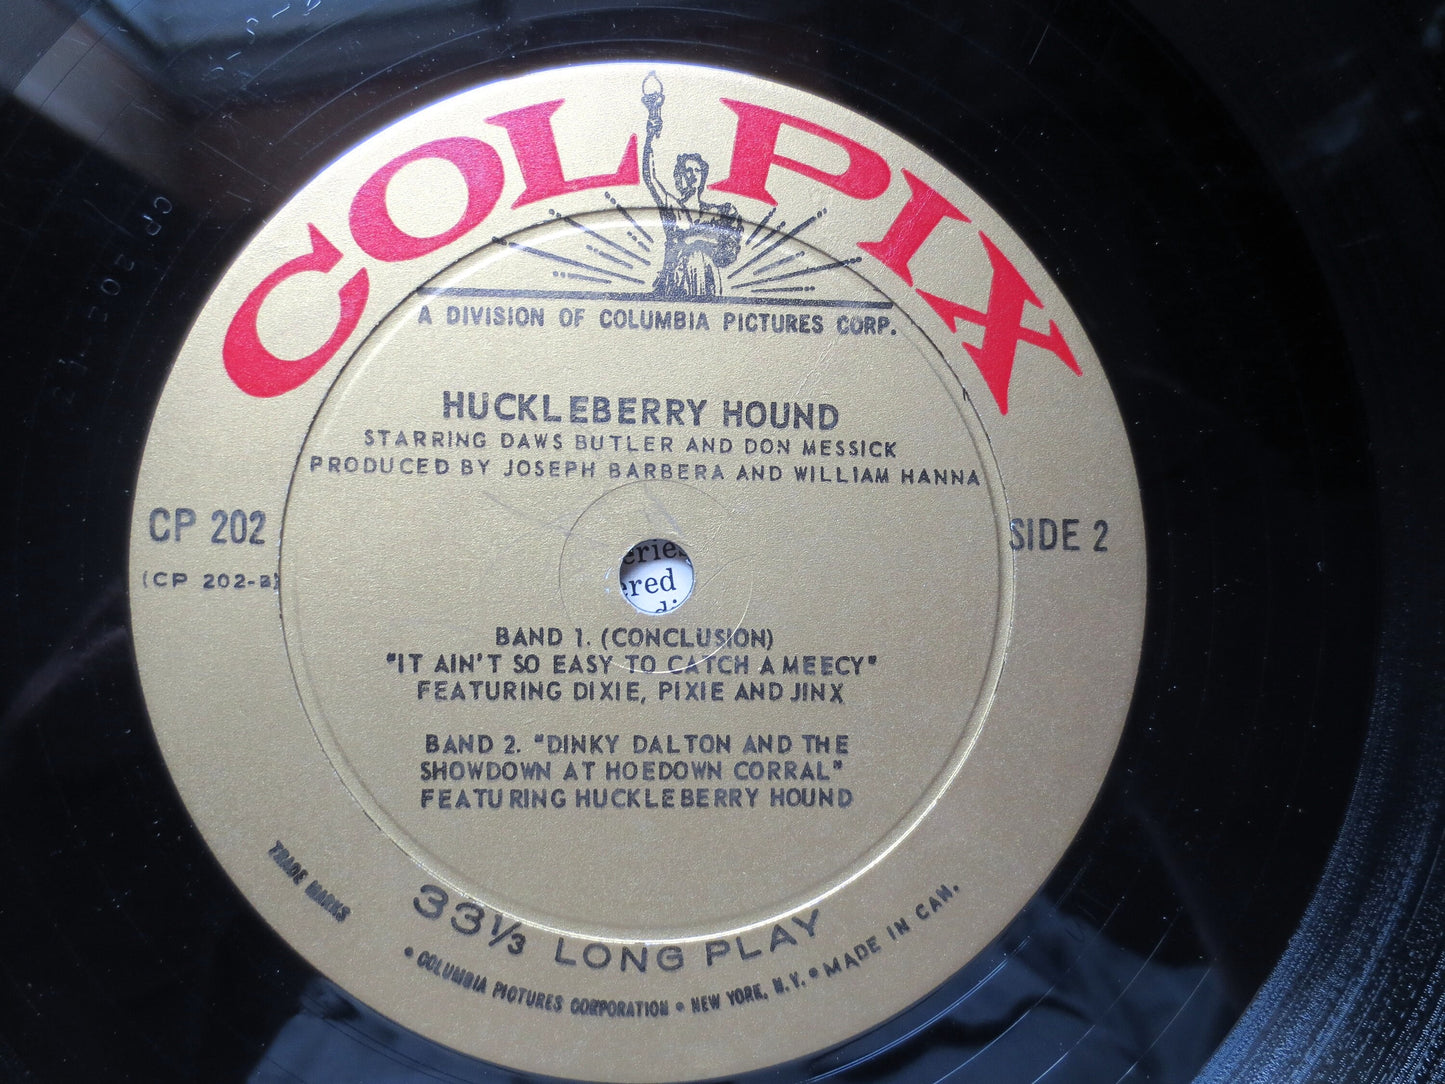 COLPIX
A DIVISION OF COLUMBIA PICTURES CORP.
HUCKLEBERRY HOUND
STARRING DAWS BUTLER AND DON MESSICK
PRODUCED BY JOSEPH BARBERA AND WILLIAM HANNA
CP 202
(CP 202-B)
SIDE 2
ered
BAND 1. (CONCLUSION)
"IT AIN'T SO EASY TO CATCH A MEECY"
FEATURING DIXIE, PIXIE AND JINX
BAND 2. "DINKY DALTON AND THE
SHOWDOWN AT HOEDOWN CORRAL"
FEATURING HUCKLEBERRY HOUND
TRADE MARKS
33⅓ LONG PLAY
• COLUMBIA PICTURES CORPORATION • NEW YORK, N.Y. • MADE IN CAN.